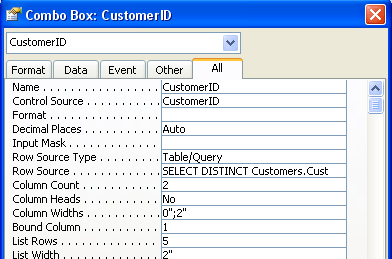 Combo Box: CustomerID
CustomerID
Format Data Event Other All
Name . . . . . . . . . . . . . . . . CustomerID
Control Source . . . . . . . . . . CustomerID
Format . . . . . . . . . . . . . . .
Decimal Places . . . . . . . . . . Auto
Input Mask . . . . . . . . . . . . .
Row Source Type . . . . . . . . Table/Query
Row Source . . . . . . . . . . . . SELECT DISTINCT Customers.Cust
Column Count . . . . . . . . . . . 2
Column Heads . . . . . . . . . . . No
Column Widths . . . . . . . . . . 0";2"
Bound Column . . . . . . . . . . . 1
List Rows . . . . . . . . . . . . . 5
List Width . . . . . . . . . . . . . 2"